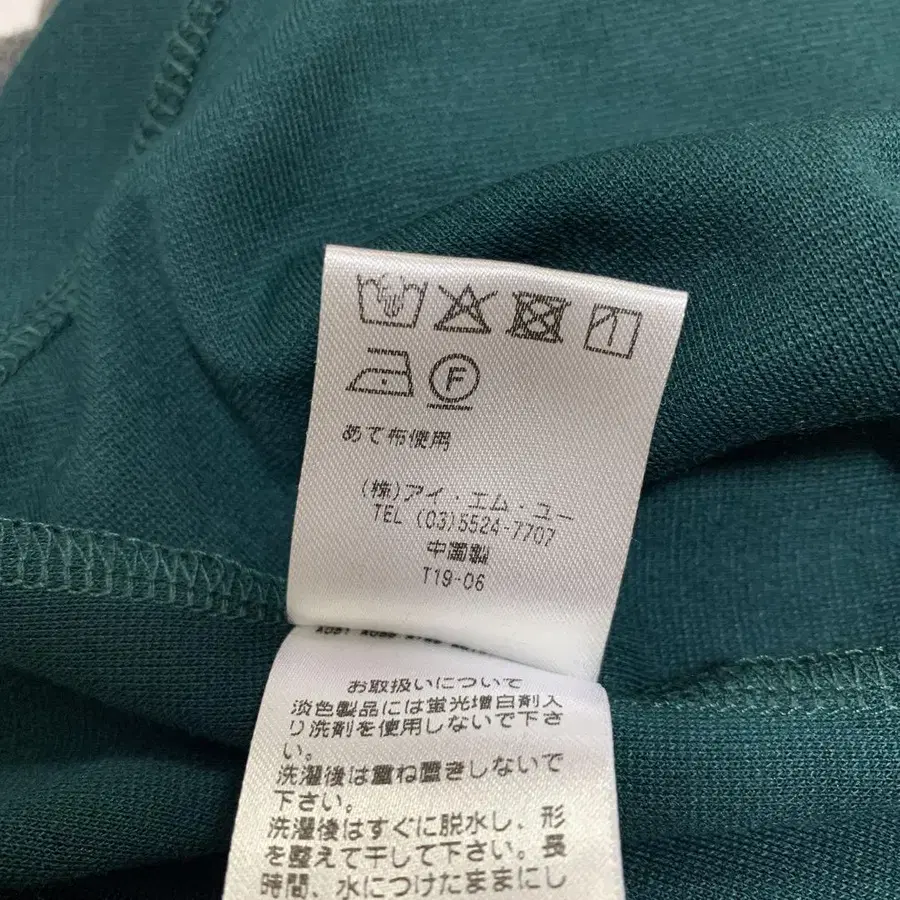 F
あて布使用
(株)アイ・エム・ユー
TEL (03)5524-7707
中国製
T19-06
お取扱いについて
淡色製品には蛍光増白剤入
り洗剤を使用しないで下さ
い。
洗濯後は重ね置きしないで
下さい。
洗濯後はすぐに脱水し、形
を整えて干して下さい。長
時間、水につけたままにし